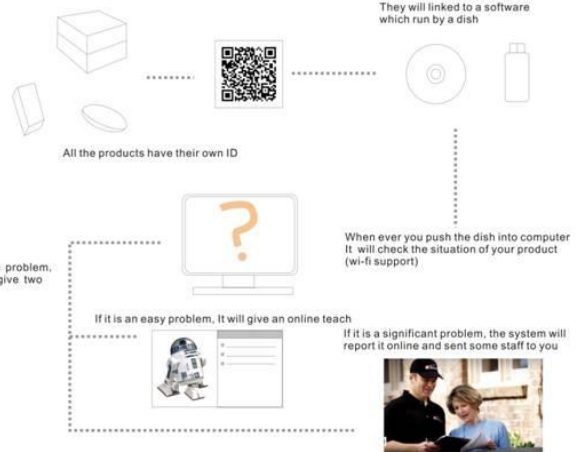 They will linked to a software
which run by a dish
All the products have their own ID
When ever you push the dish into computer
It will check the situation of your product
(wi-fi support)
problem,
give two
If it is an easy problem, It will give an online teach
If it is a significant problem, the system will
report it online and sent some staff to you